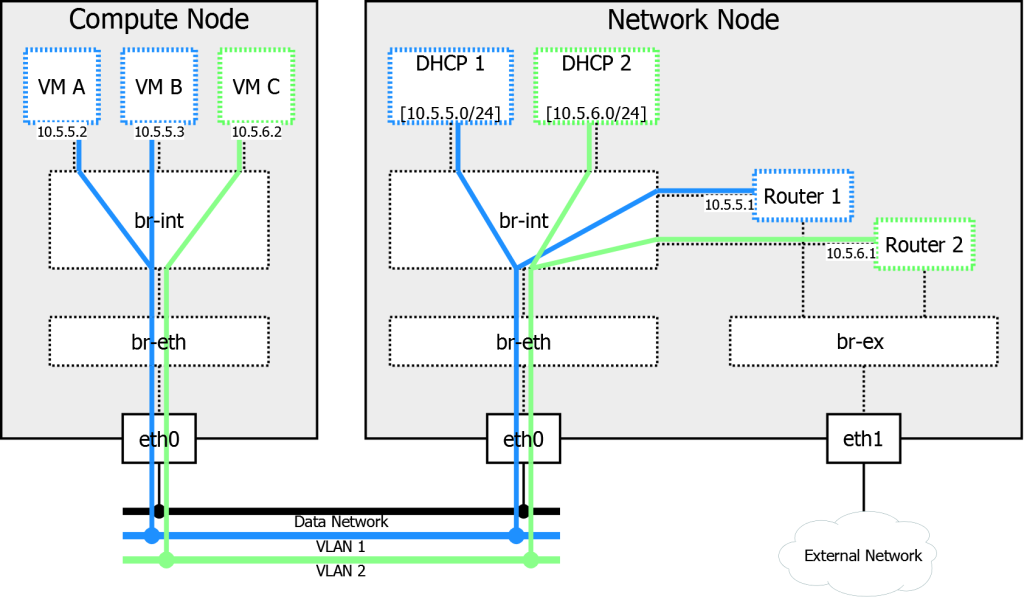 Compute Node
Network Node
VM A
VM B
VM C
10.5.5.2
10.5.5.3
10.5.6.2
DHCP 1
[10.5.5.0/24]
DHCP 2
[10.5.6.0/24]
br-int
br-int
10.5.5.1
Router 1
10.5.6.1
Router 2
br-eth
br-eth
br-ex
eth0
eth0
eth1
Data Network
VLAN 1
VLAN 2
External Network